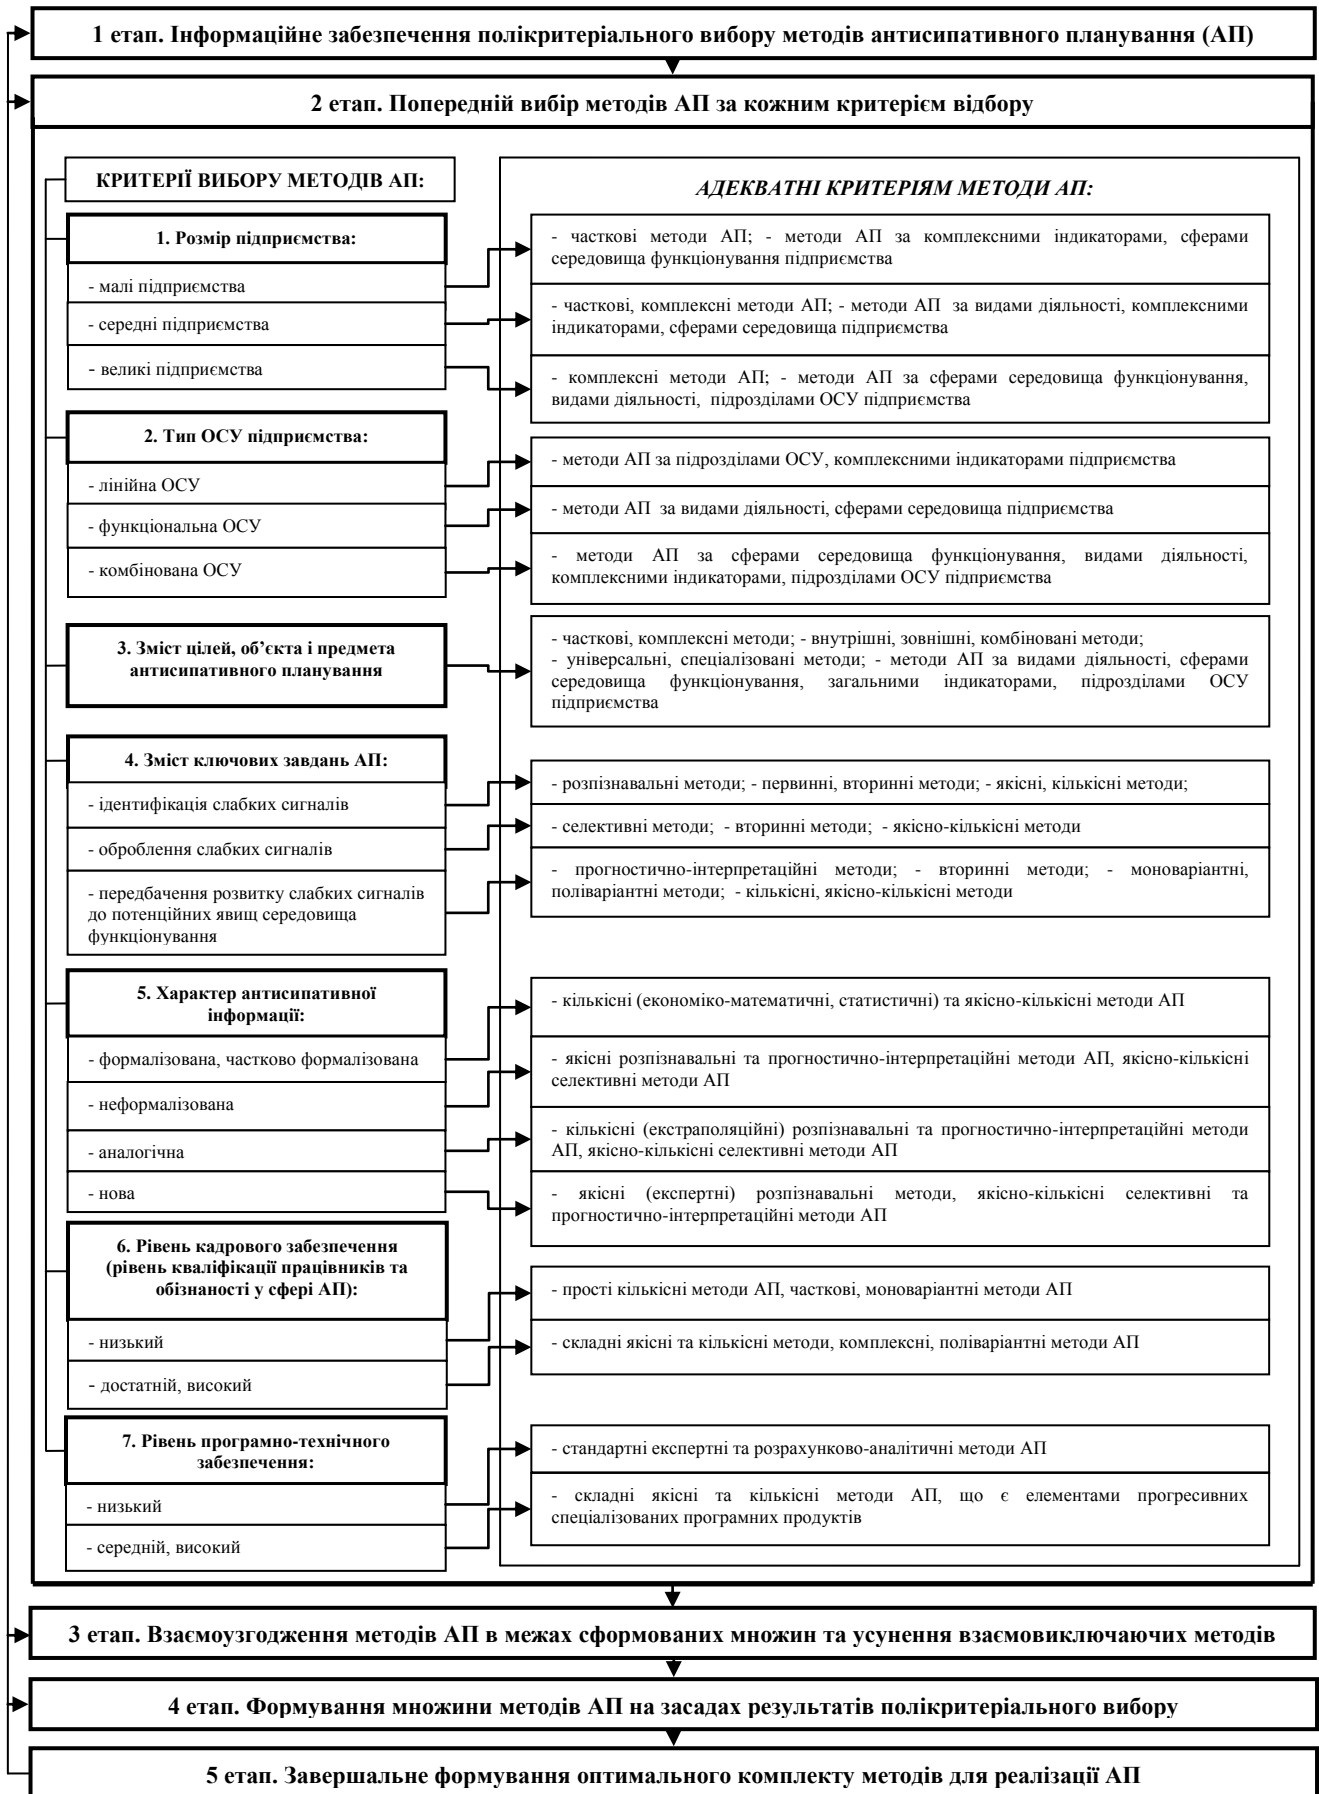 1 етап. Інформаційне забезпечення полікритеріального вибору методів антисипативного планування (АП)
2 етап. Попередній вибір методів АП за кожним критерієм відбору
КРИТЕРІЇ ВИБОРУ МЕТОДІВ АП:
АДЕКВАТНІ КРИТЕРІЯМ МЕТОДИ АП:
1. Розмір підприємства:
- малі підприємства
- середні підприємства
- великі підприємства
- часткові методи АП; - методи АП за комплексними індикаторами, сферами
середовища функціонування підприємства
- часткові, комплексні методи АП; - методи АП за видами діяльності, комплексними
індикаторами, сферами середовища підприємства
- комплексні методи АП; - методи АП за сферами середовища функціонування,
видами діяльності, підрозділами ОСУ підприємства
2. Тип ОСУ підприємства:
- лінійна ОСУ
- функціональна ОСУ
- комбінована ОСУ
- методи АП за підрозділами ОСУ, комплексними індикаторами підприємства
- методи АП за видами діяльності, сферами середовища підприємства
- методи АП за сферами середовища функціонування, видами діяльності,
комплексними індикаторами, підрозділами ОСУ підприємства
3. Зміст цілей, об’єкта і предмета
антисипативного планування
- часткові, комплексні методи; - внутрішні, зовнішні, комбіновані методи;
- універсальні, спеціалізовані методи; - методи АП за видами діяльності, сферами
середовища функціонування, загальними індикаторами, підрозділами ОСУ
підприємства
4. Зміст ключових завдань АП:
- ідентифікація слабких сигналів
- оброблення слабких сигналів
- передбачення розвитку слабких сигналів
до потенційних явищ середовища
функціонування
- розпізнавальні методи; - первинні, вторинні методи; - якісні, кількісні методи;
- селективні методи; - вторинні методи; - якісно-кількісні методи
- прогностично-інтерпретаційні методи; - вторинні методи; - моноваріантні,
поліваріантні методи; - кількісні, якісно-кількісні методи
5. Характер антисипативної
інформації:
- формалізована, частково формалізована
- неформалізована
- аналогічна
- нова
- кількісні (економіко-математичні, статистичні) та якісно-кількісні методи АП
- якісні розпізнавальні та прогностично-інтерпретаційні методи АП, якісно-кількісні
селективні методи АП
- кількісні (екстраполяційні) розпізнавальні та прогностично-інтерпретаційні методи
АП, якісно-кількісні селективні методи АП
- якісні (експертні) розпізнавальні методи, якісно-кількісні селективні та
прогностично-інтерпретаційні методи АП
6. Рівень кадрового забезпечення
(рівень кваліфікації працівників та
обізнаності у сфері АП):
- низький
- достатній, високий
- прості кількісні методи АП, часткові, моноваріантні методи АП
- складні якісні та кількісні методи, комплексні, поліваріантні методи АП
7. Рівень програмно-технічного
забезпечення:
- низький
- середній, високий
- стандартні експертні та розрахунково-аналітичні методи АП
- складні якісні та кількісні методи АП, що є елементами прогресивних
спеціалізованих програмних продуктів
3 етап. Взаємоузгодження методів АП в межах сформованих множин та усунення взаємовиключаючих методів
4 етап. Формування множини методів АП на засадах результатів полікритеріального вибору
5 етап. Завершальне формування оптимального комплекту методів для реалізації АП